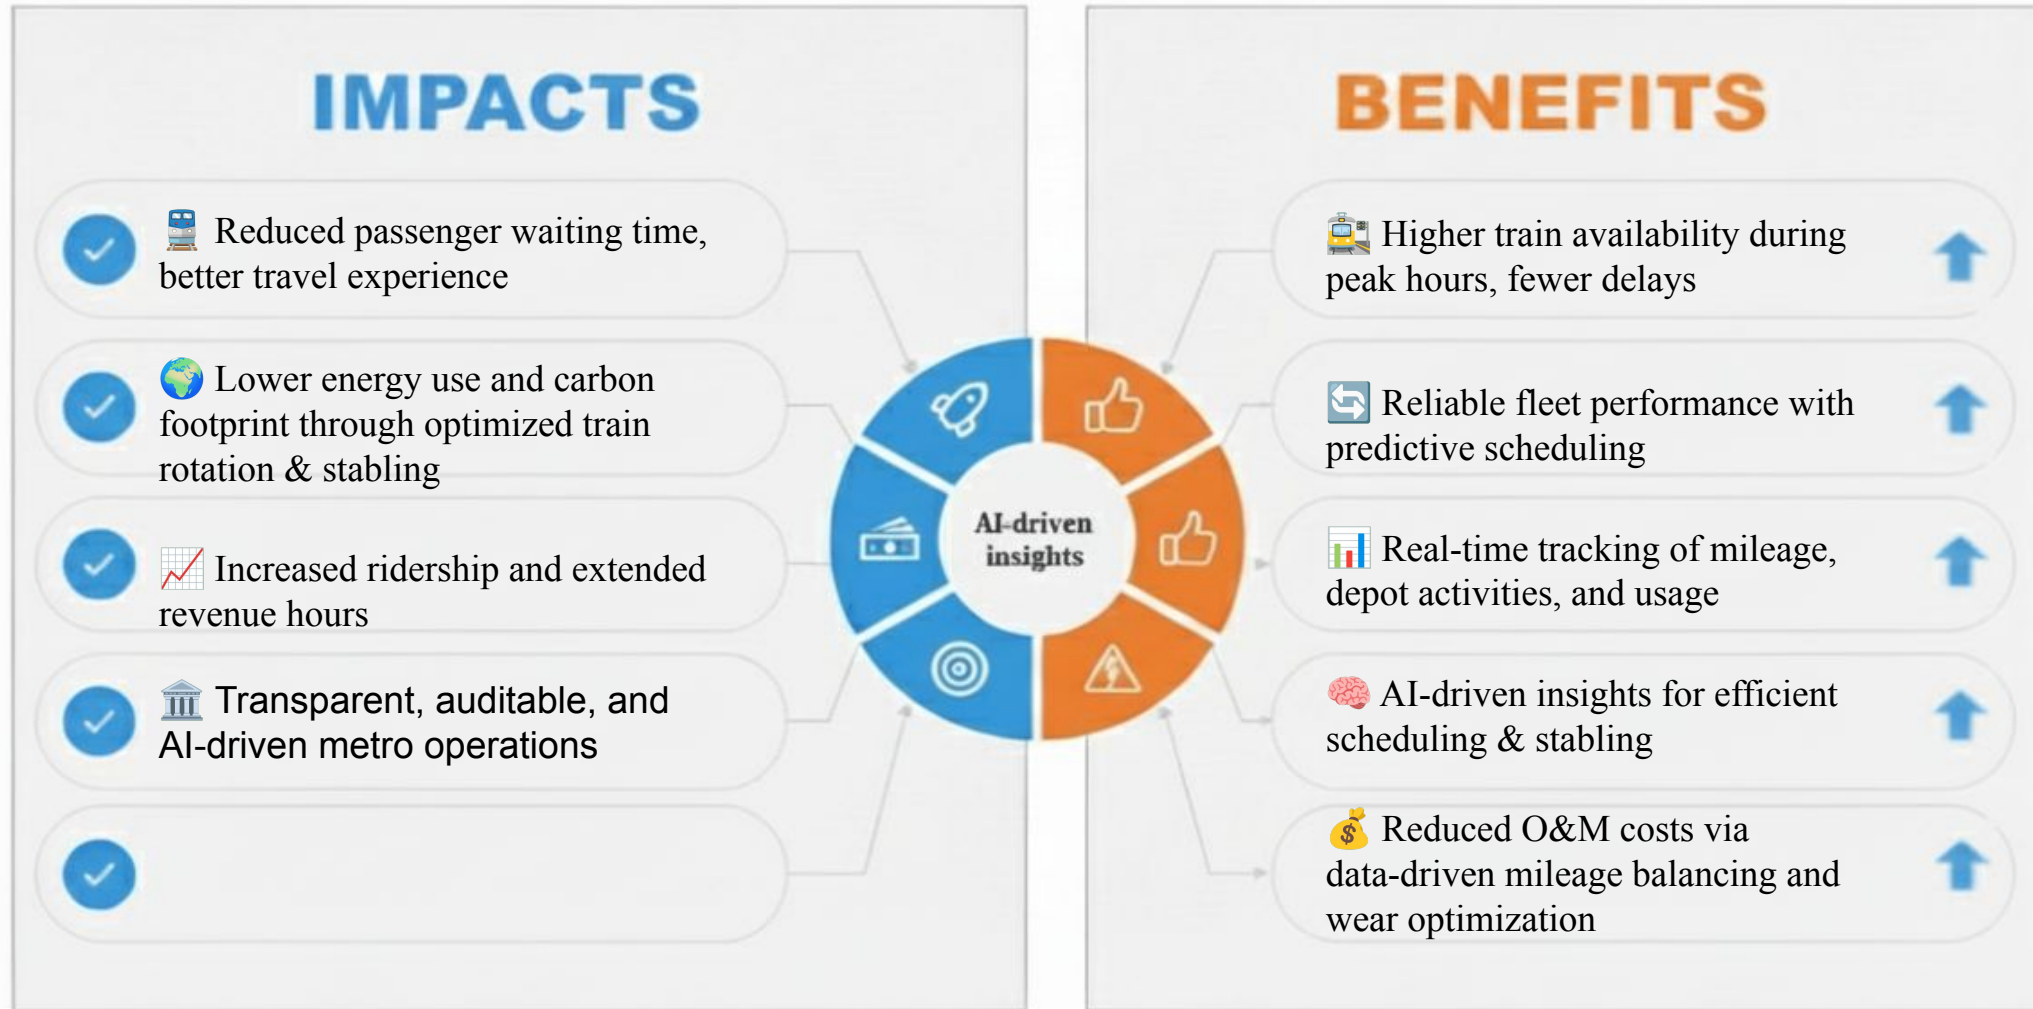 IMPACTS
🚆 Reduced passenger waiting time,
better travel experience
🌍 Lower energy use and carbon
footprint through optimized train
rotation & stabling
📈 Increased ridership and extended
revenue hours
🏛️ Transparent, auditable, and
AI-driven metro operations
AI-driven
insights
BENEFITS
🚉 Higher train availability during
peak hours, fewer delays
🔄 Reliable fleet performance with
predictive scheduling
📊 Real-time tracking of mileage,
depot activities, and usage
🧠 AI-driven insights for efficient
scheduling & stabling
💰 Reduced O&M costs via
data-driven mileage balancing and
wear optimization